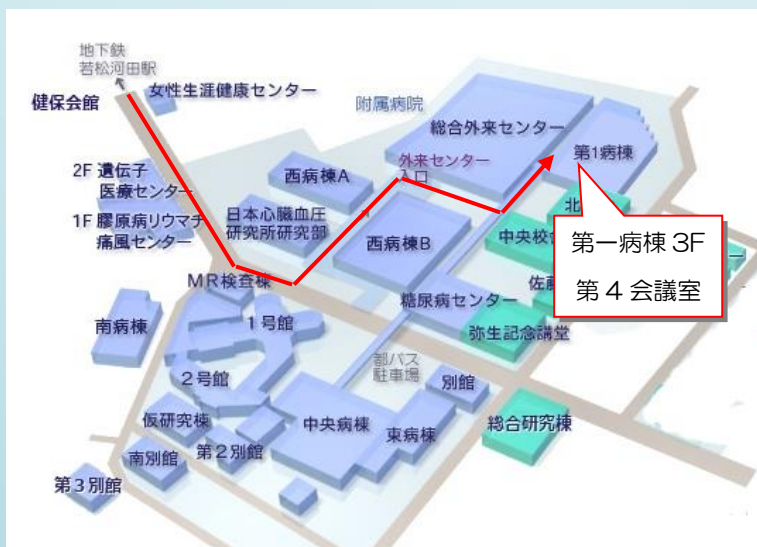 地下鉄
若松河田駅
健保会館
女性生涯健康センター
附属病院
総合外来センター
第1病棟
2F 遺伝子
医療センター
1F 膠原病リウマチ
痛風センター
西病棟A
外来センター
入口
日本心臓血圧
研究所研究部
西病棟B
北
中央校舎
佐藤
ー
第一病棟 3F
第 4 会議室
MR検査棟
糖尿病センター
弥生記念講堂
南病棟
1号館
2号館
都バス
駐車場
別館
仮研究棟
中央病棟
東病棟
総合研究棟
南別館
第2別館
第3別館